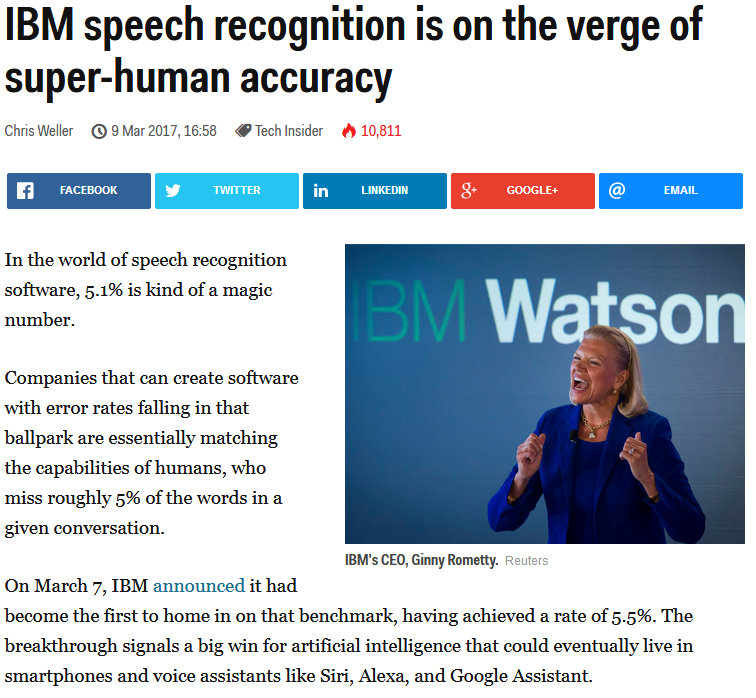 IBM speech recognition is on the verge of
super-human accuracy
Chris Weller 9 Mar 2017, 16:58 Tech Insider 10,811
FACEBOOK TWITTER LINKEDIN GOOGLE+ EMAIL
In the world of speech recognition
software, 5.1% is kind of a magic
number.
Companies that can create software
with error rates falling in that
ballpark are essentially matching
the capabilities of humans, who
miss roughly 5% of the words in a
given conversation.
IBM Watson
IBM's CEO, Ginny Rometty. Reuters
On March 7, IBM announced it had
become the first to home in on that benchmark, having achieved a rate of 5.5%. The
breakthrough signals a big win for artificial intelligence that could eventually live in
smartphones and voice assistants like Siri, Alexa, and Google Assistant.